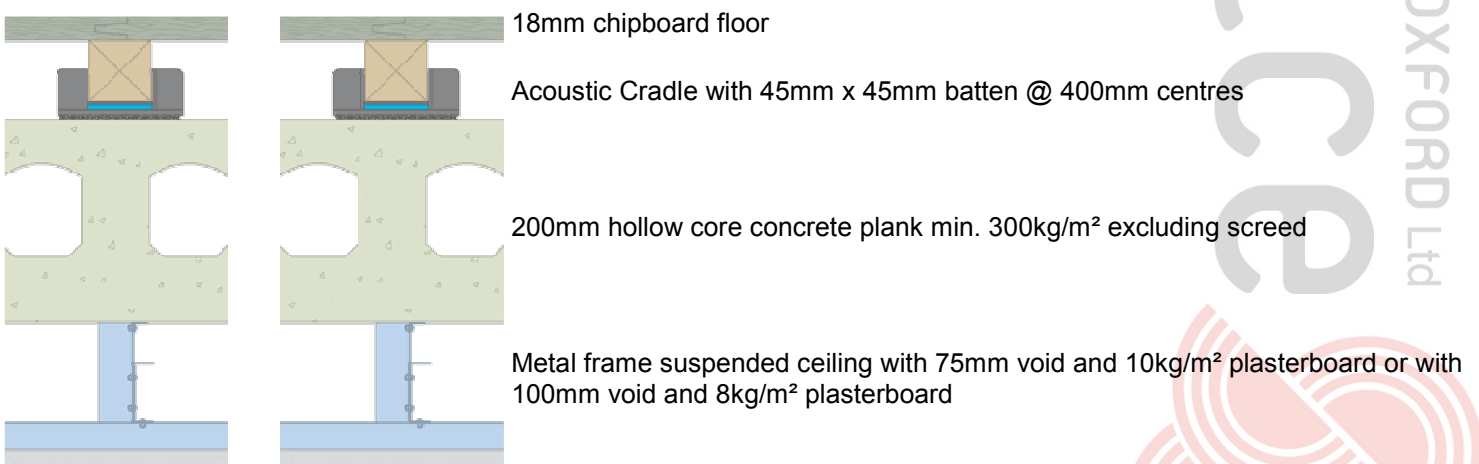 18mm chipboard floor
Acoustic Cradle with 45mm x 45mm batten @ 400mm centres
200mm hollow core concrete plank min. 300kg/m² excluding screed
Metal frame suspended ceiling with 75mm void and 10kg/m² plasterboard or with
100mm void and 8kg/m² plasterboard
OXFORD Ltd